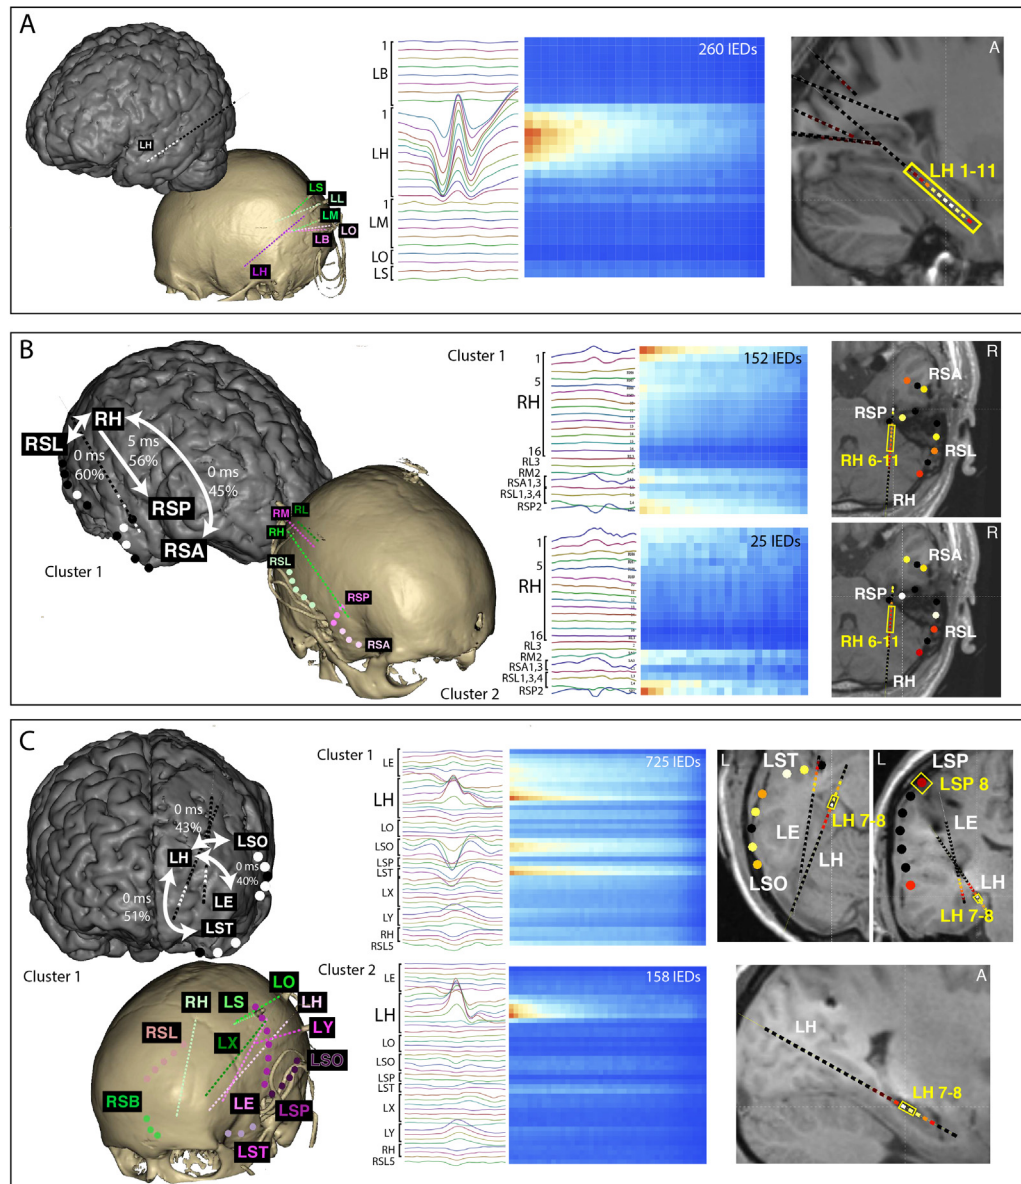 A
LH
LS
LL
LM
LO
LB
LH
1
LB
1
LH
1
LM
LO
LS
260 IEDs
A
LH 1-11
B
RH
RSL
0 ms
60%
5 ms
56%
0 ms
45%
RSP
RSA
Cluster 1
RM
RL
RH
RSL
RSP
RSA
Cluster 1
1
5
RH
16
RL3
RM2
RSA1,3
RSL1,3,4
RSP2
152 IEDs
R
RSA
RSP
RSL
RH 6-11
RH
1
5
RH
16
RL3
RM2
RSA1,3
RSL1,3,4
RSP2
Cluster 2
25 IEDs
R
RSA
RSP
RSL
RH 6-11
RH
C
0 ms
43%
LSO
LH
0 ms
40%
0 ms
51%
LE
LST
Cluster 1
Cluster 1
LE
LH
LO
LSO
LSP
LST
LX
LY
RH
RSL5
725 IEDs
L
LST
LH 7-8
LE
LH
LSO
L
LSP
LSP 8
LE
LH
LH 7-8
RH
LS
LO
LH
RSL
LX
LY
LSO
RSB
LE
LSP
LST
Cluster 2
LE
LH
LO
LSO
LSP
LST
LX
LY
RH
RSL5
158 IEDs
A
LH
LH 7-8